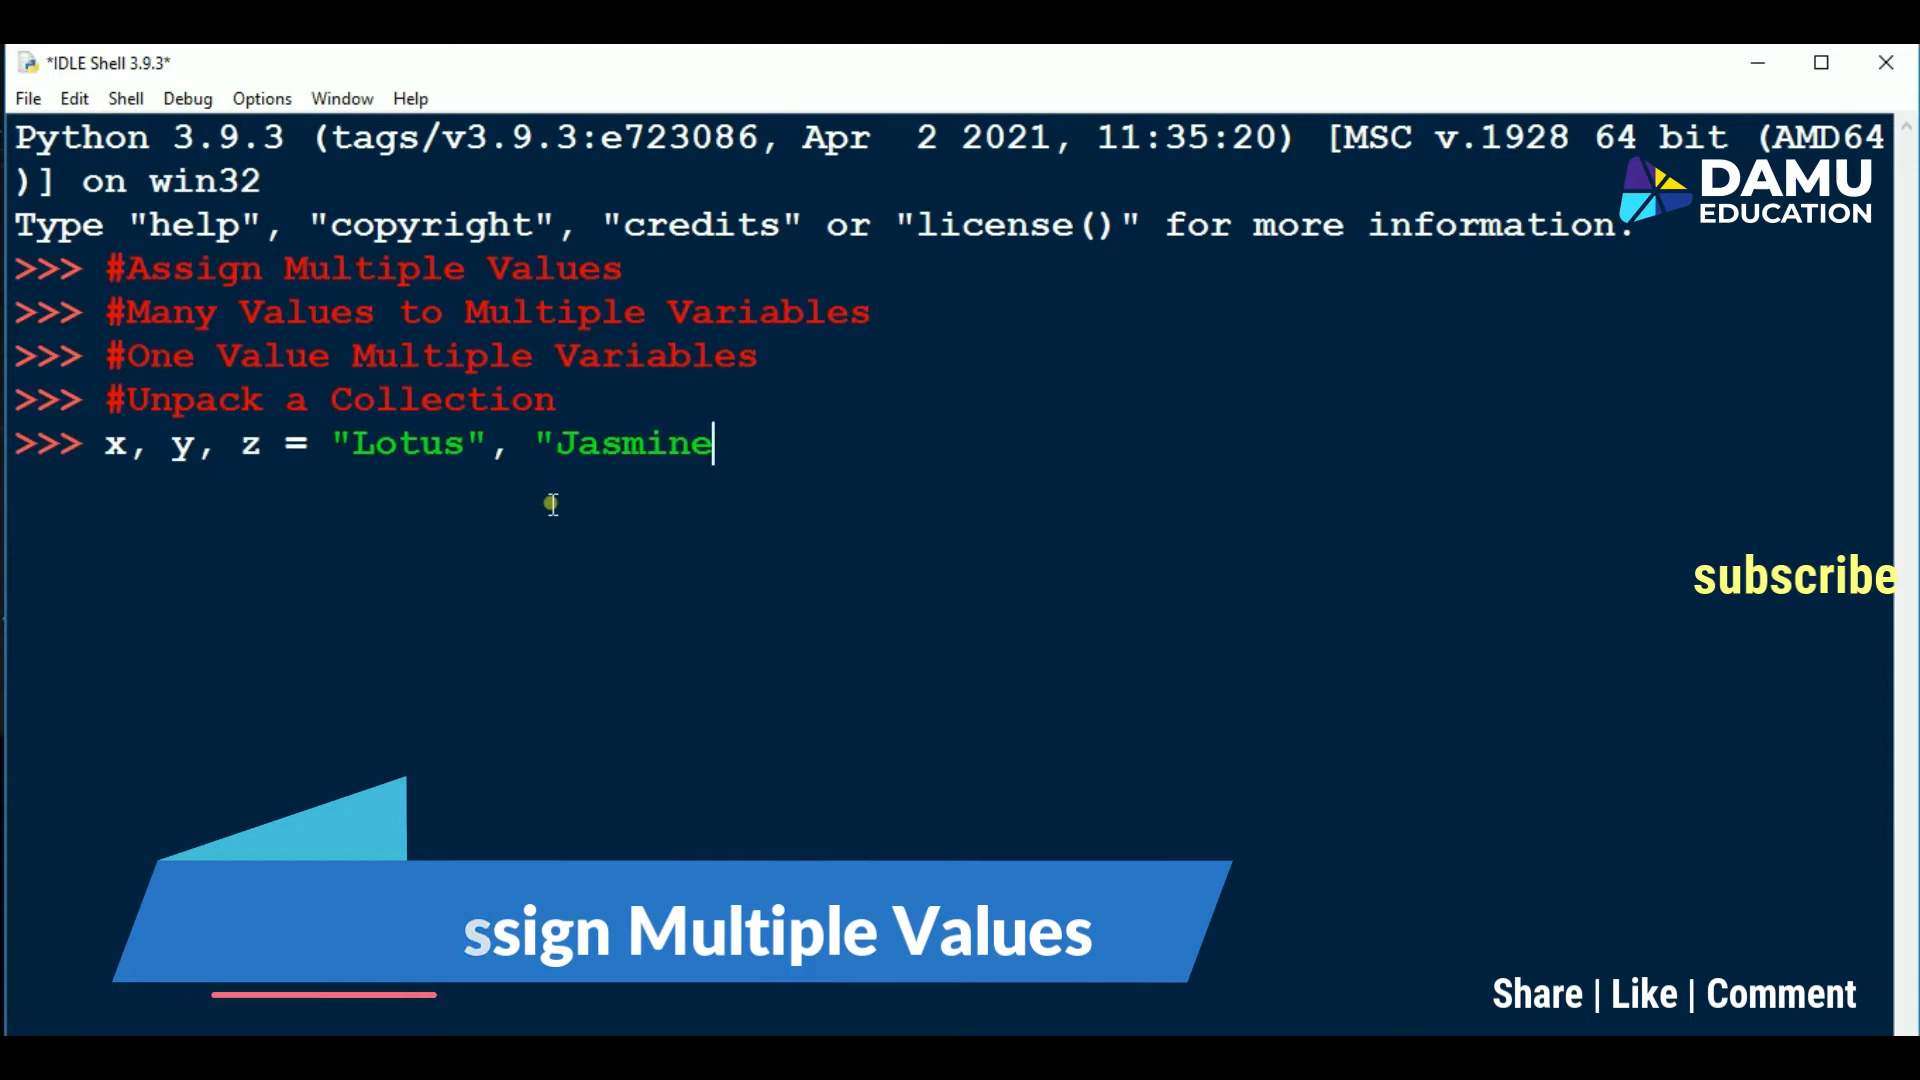 *IDLE Shell 3.9.3*
File Edit Shell Debug Options Window Help
Python 3.9.3 (tags/v3.9.3:e723086, Apr  2 2021, 11:35:20) [MSC v.1928 64 bit (AMD64
)] on win32
DAMU
EDUCATION
Type "help", "copyright", "credits" or "license()" for more information.
>>> #Assign Multiple Values
>>> #Many Values to Multiple Variables
>>> #One Value Multiple Variables
>>> #Unpack a Collection
>>> x, y, z = "Lotus", "Jasmine
subscribe
ssign Multiple Values
Share | Like | Comment